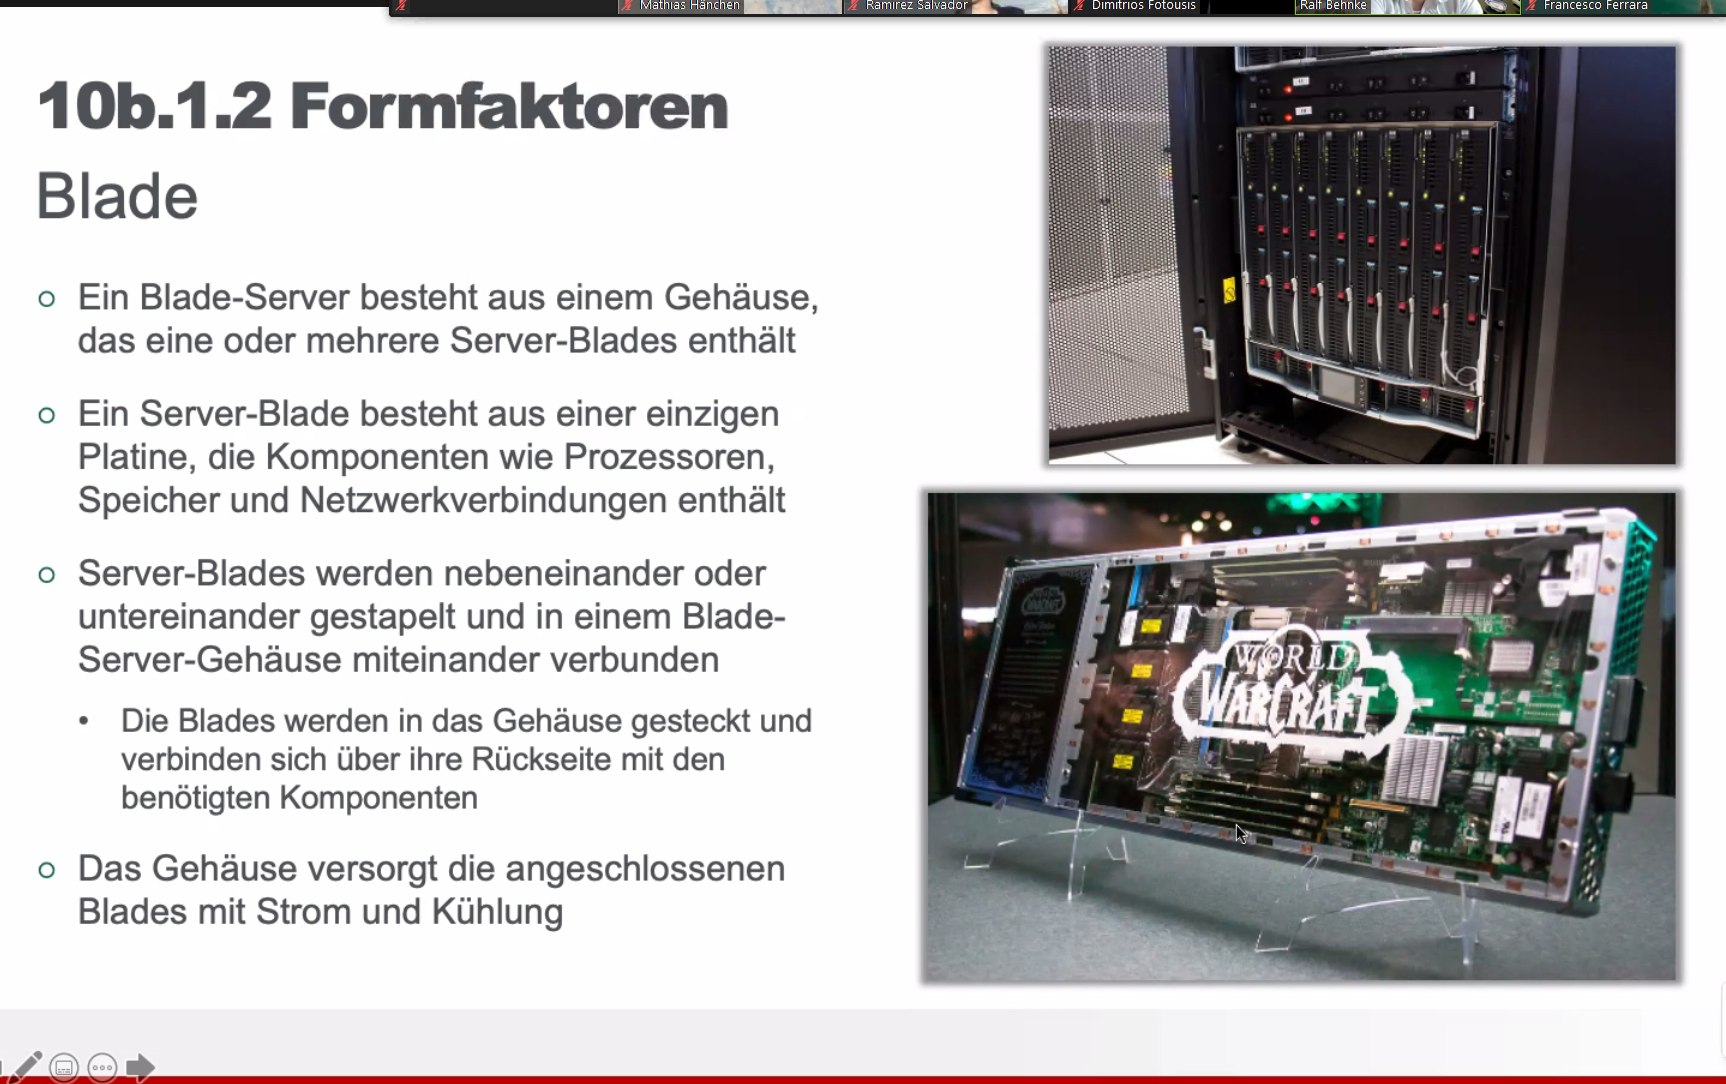 Mathias Hänchen
Ramirez Salvador
Dimitrios Fotousis
Ralf Behnke
Francesco Ferrara
10b.1.2 Formfaktoren
Blade
Ein Blade-Server besteht aus einem Gehäuse,
das eine oder mehrere Server-Blades enthält
Ein Server-Blade besteht aus einer einzigen
Platine, die Komponenten wie Prozessoren,
Speicher und Netzwerkverbindungen enthält
Server-Blades werden nebeneinander oder
untereinander gestapelt und in einem Blade-
Server-Gehäuse miteinander verbunden
• Die Blades werden in das Gehäuse gesteckt und
verbinden sich über ihre Rückseite mit den
benötigten Komponenten
Das Gehäuse versorgt die angeschlossenen
Blades mit Strom und Kühlung
WARCRAFT
WORLD
WARCRAFT